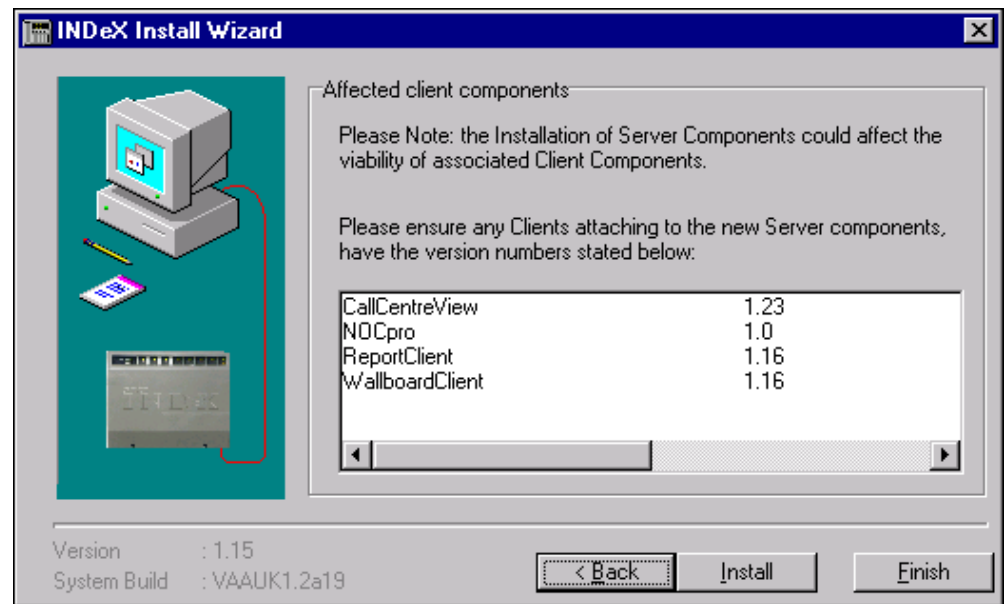 INDeX Install Wizard
Affected client components
Please Note: the Installation of Server Components could affect the
viability of associated Client Components.
Please ensure any Clients attaching to the new Server components,
have the version numbers stated below:
CallCentreView 1.23
NOCpro 1.0
ReportClient 1.16
WallboardClient 1.16
INDeX
Version : 1.15
System Build : VAAUK1.2a19
< Back Install Finish